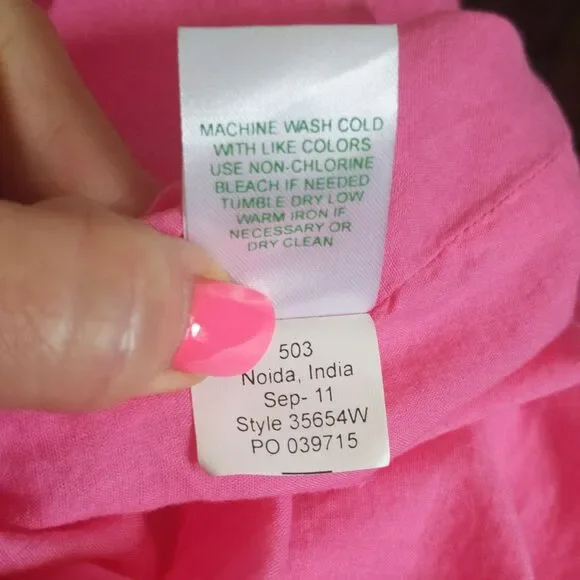 MACHINE WASH COLD
WITH LIKE COLORS
USE NON-CHLORINE
BLEACH IF NEEDED
TUMBLE DRY LOW
WARM IRON IF
NECESSARY OR
DRY CLEAN
503
Noida, India
Sep- 11
Style 35654W
PO 039715